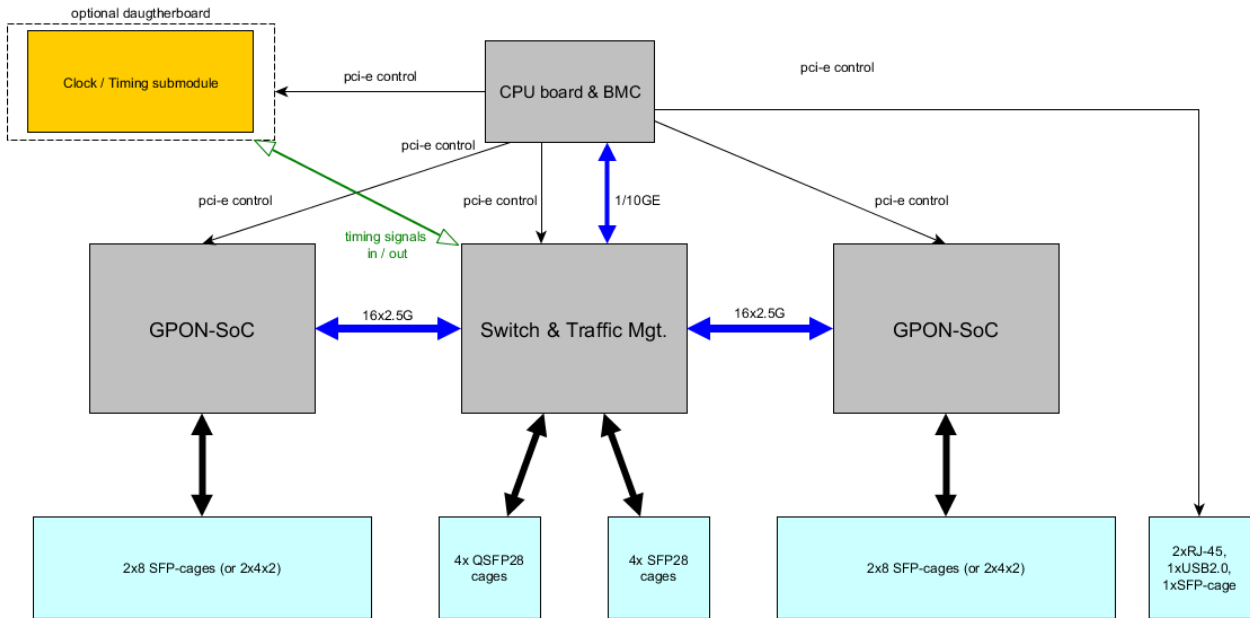 optional daugtherboard
Clock / Timing submodule
pci-e control
CPU board & BMC
pci-e control
pci-e control
pci-e control
pci-e control
1/10GE
pci-e control
timing signals
in / out
GPON-SoC
16x2.5G
Switch & Traffic Mgt.
16x2.5G
GPON-SoC
2x8 SFP-cages (or 2x4x2)
4x QSFP28
cages
4x SFP28
cages
2x8 SFP-cages (or 2x4x2)
2xRJ-45,
1xUSB2.0,
1xSFP-cage